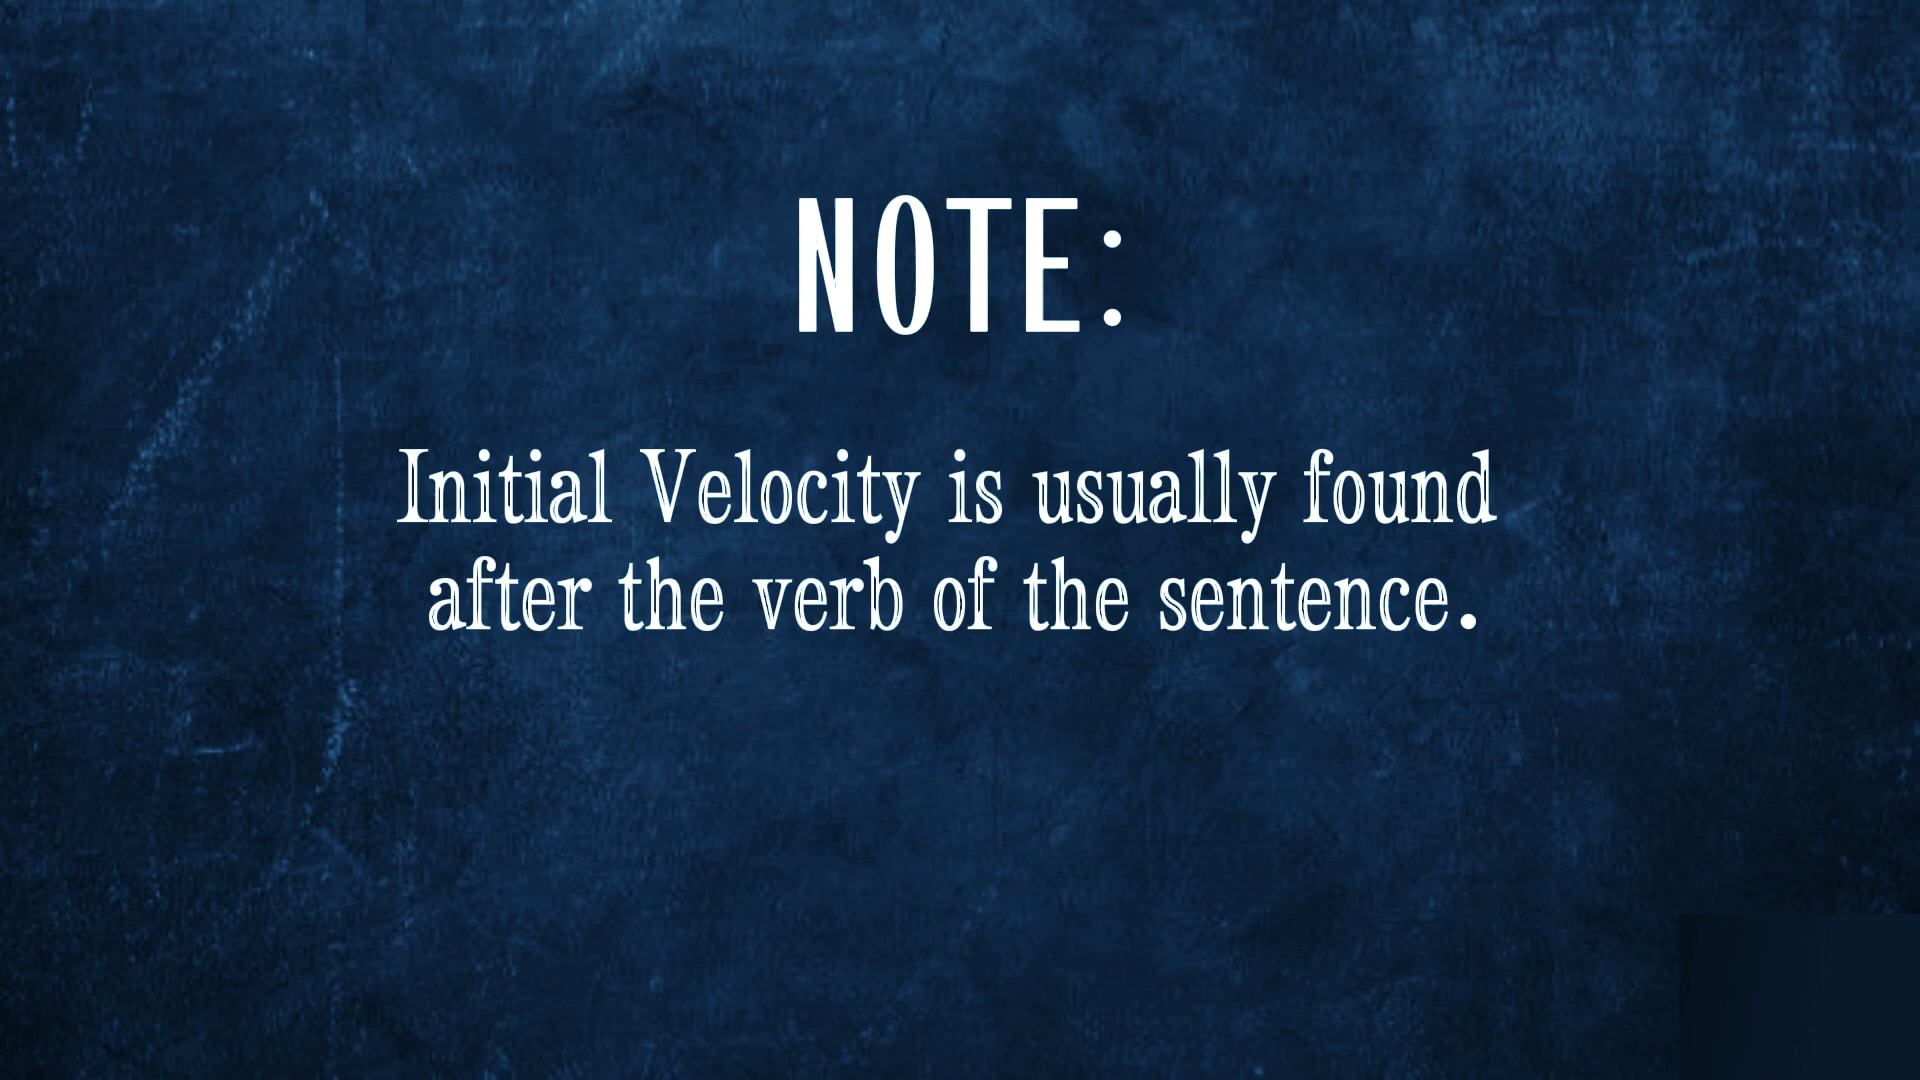 NOTE:
Initial Velocity is usually found
after the verb of the sentence.